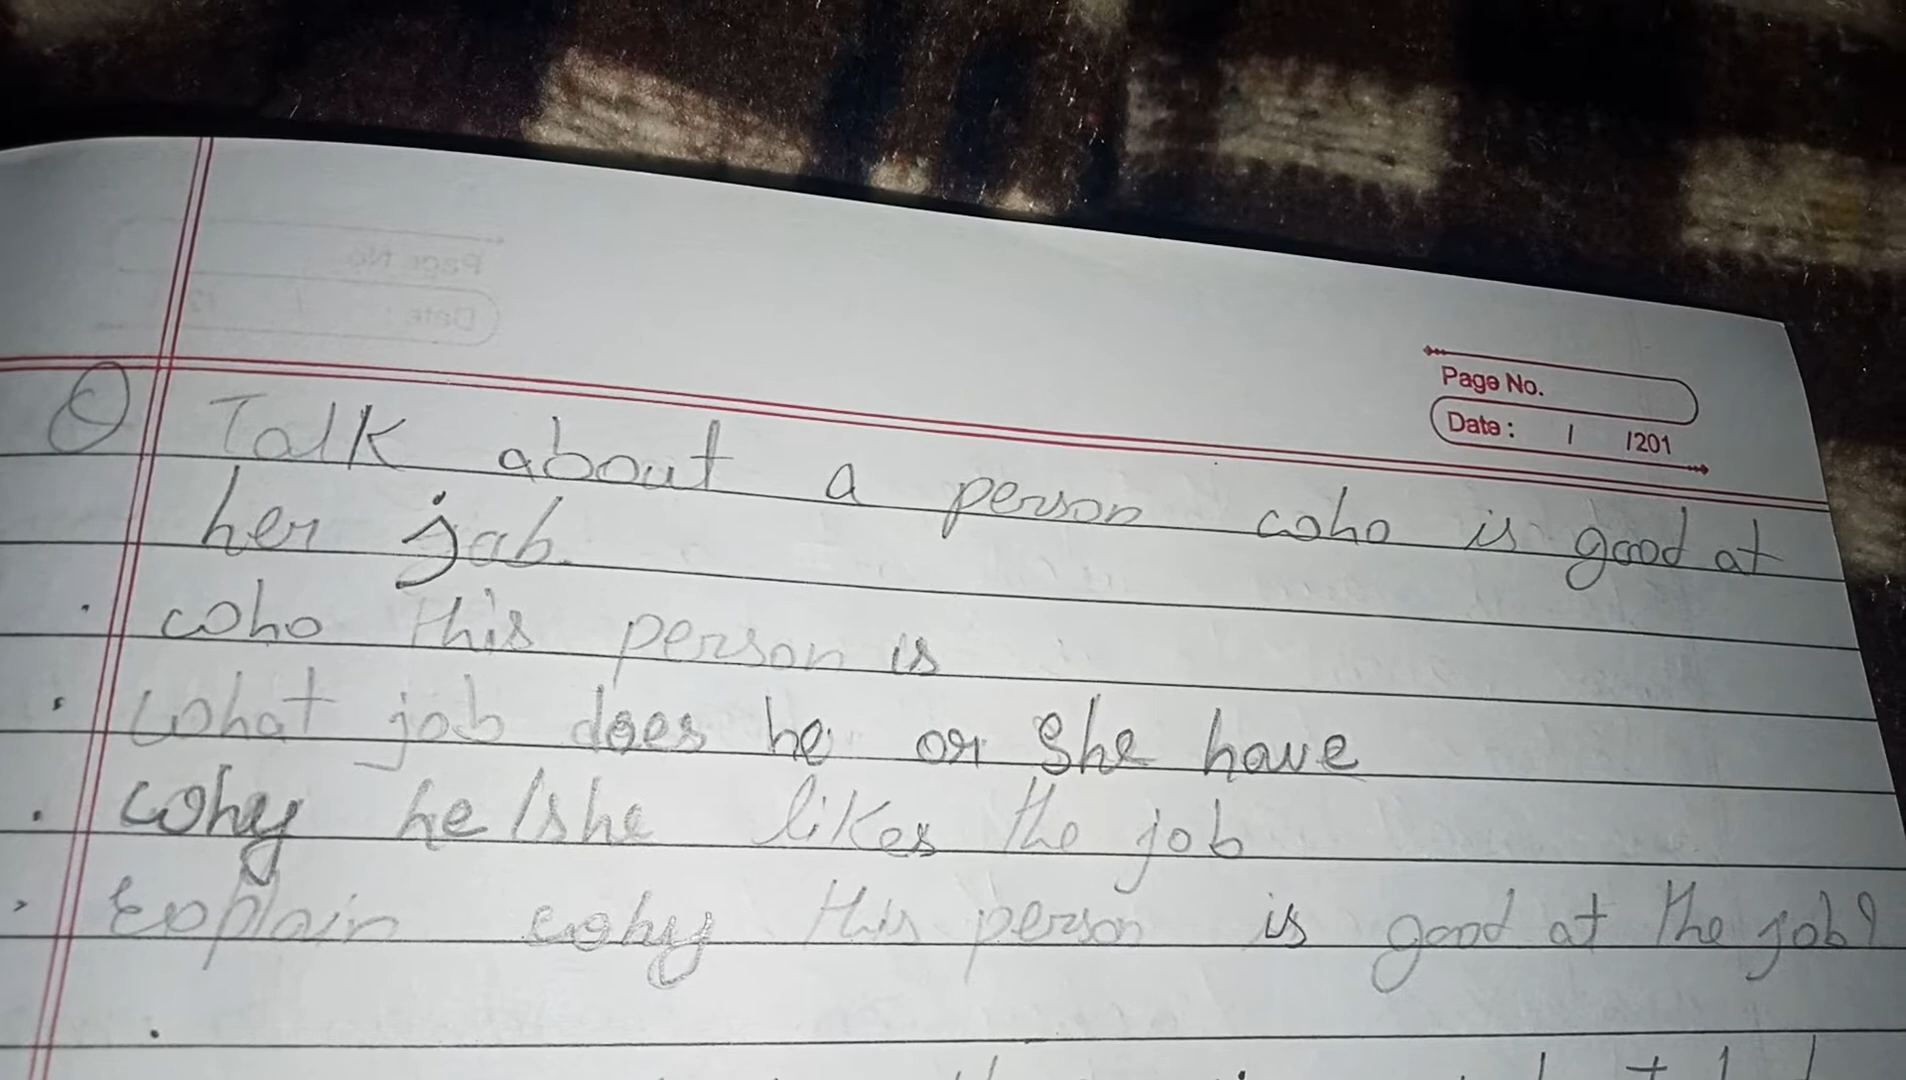 Page No.
Date : / /201
Q Talk about a person who is good at
her job.
. who this person is
. what job does he or she have
. why he/she likes the job
. Explain why this person is good at the job?